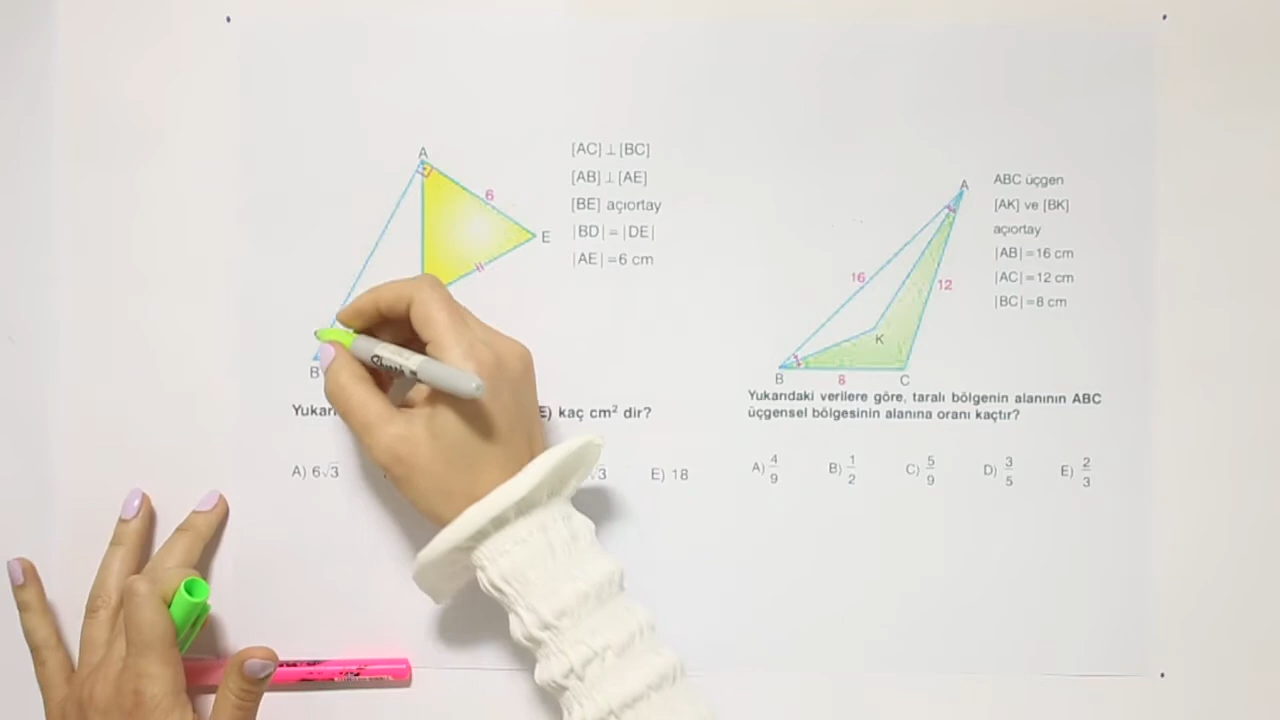 A
6
E
B
[AC] ⊥ [BC]
[AB] ⊥ [AE]
[BE] açıortay
|BD| = |DE|
|AE| = 6 cm
E) kaç cm² dir?
A) 6√3
E) 18
A
16
12
K
B
8
C
ABC üçgen
[AK] ve [BK]
açıortay
|AB| = 16 cm
|AC| = 12 cm
|BC| = 8 cm
Yukarıdaki verilere göre, taralı bölgenin alanının ABC
üçgensel bölgesinin alanına oranı kaçtır?
A) 4/9 B) 1/2 C) 5/9 D) 3/5 E) 2/3